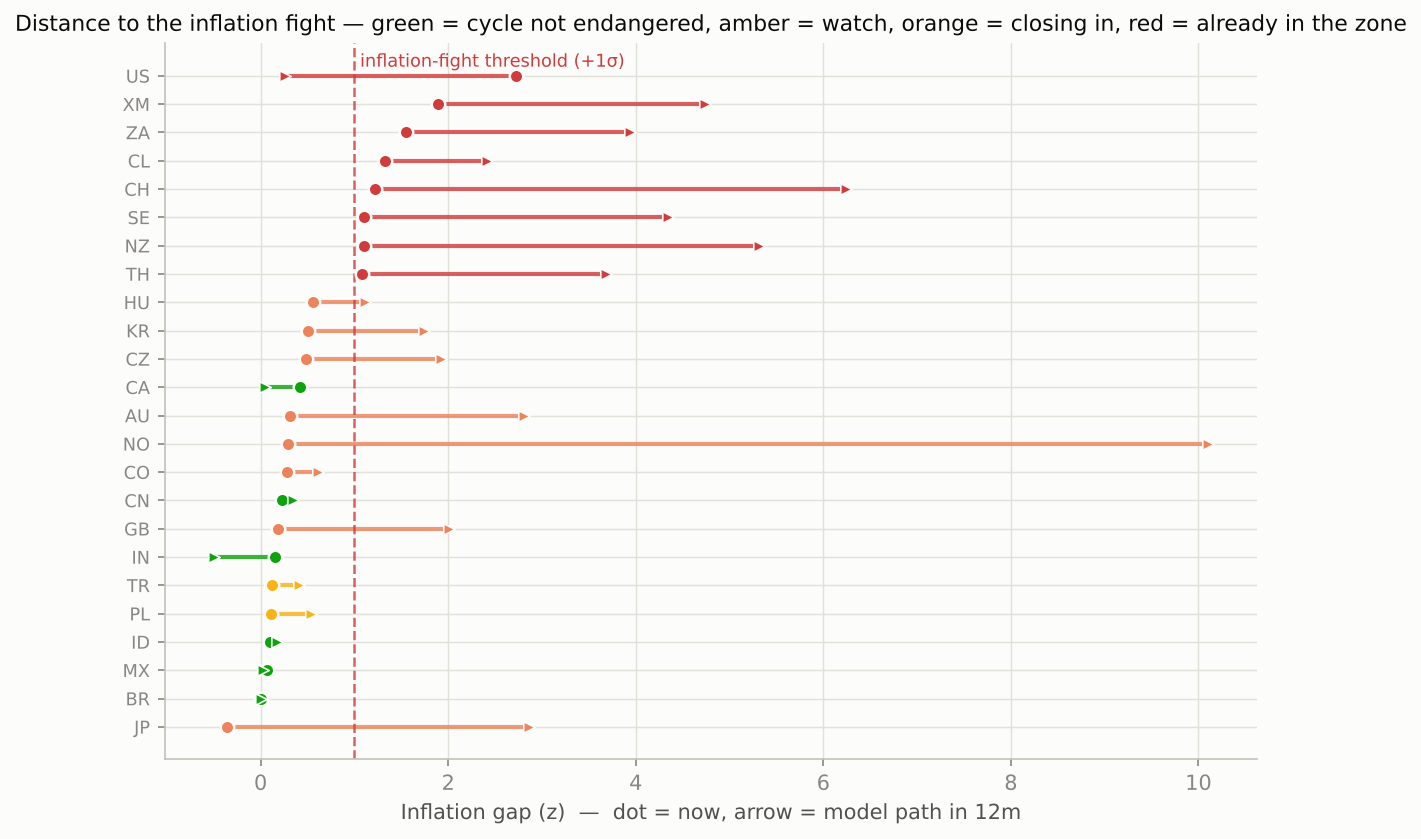 Distance to the inflation fight — green = cycle not endangered, amber = watch, orange = closing in, red = already in the zone
inflation-fight threshold (+1σ)
US
XM
ZA
CL
CH
SE
NZ
TH
HU
KR
CZ
CA
AU
NO
CO
CN
GB
IN
TR
PL
ID
MX
BR
JP
0 2 4 6 8 10
Inflation gap (z) — dot = now, arrow = model path in 12m